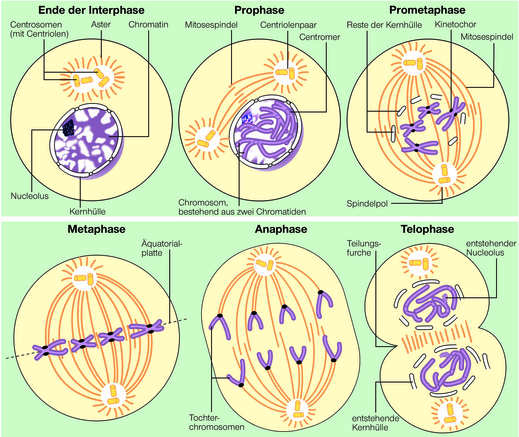 Ende der Interphase
Centrosomen
(mit Centriolen)
Aster
Chromatin
Nucleolus
Kernhülle
Prophase
Mitosespindel
Centriolenpaar
Centromer
Chromosom,
bestehend aus zwei Chromatiden
Prometaphase
Reste der Kernhülle
Kinetochor
Mitosespindel
Spindelpol
Metaphase
Äquatorial-
platte
Anaphase
Tochter-
chromosomen
Telophase
Teilungs-
furche
entstehender
Nucleolus
entstehende
Kernhülle